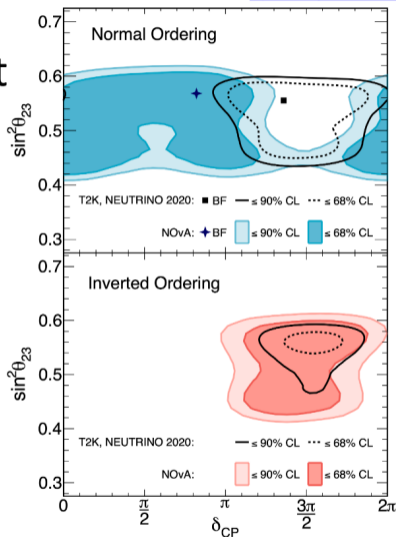 t
Normal Ordering
0.7
0.6
0.5
0.4
0.3
sin²θ23
T2K, NEUTRINO 2020: BF ≤ 90% CL ≤ 68% CL
NOvA: BF ≤ 90% CL ≤ 68% CL
Inverted Ordering
0.7
0.6
0.5
0.4
0.3
sin²θ23
T2K, NEUTRINO 2020: ≤ 90% CL ≤ 68% CL
NOvA: ≤ 90% CL ≤ 68% CL
0 π/2 π 3π/2 2π
δCP